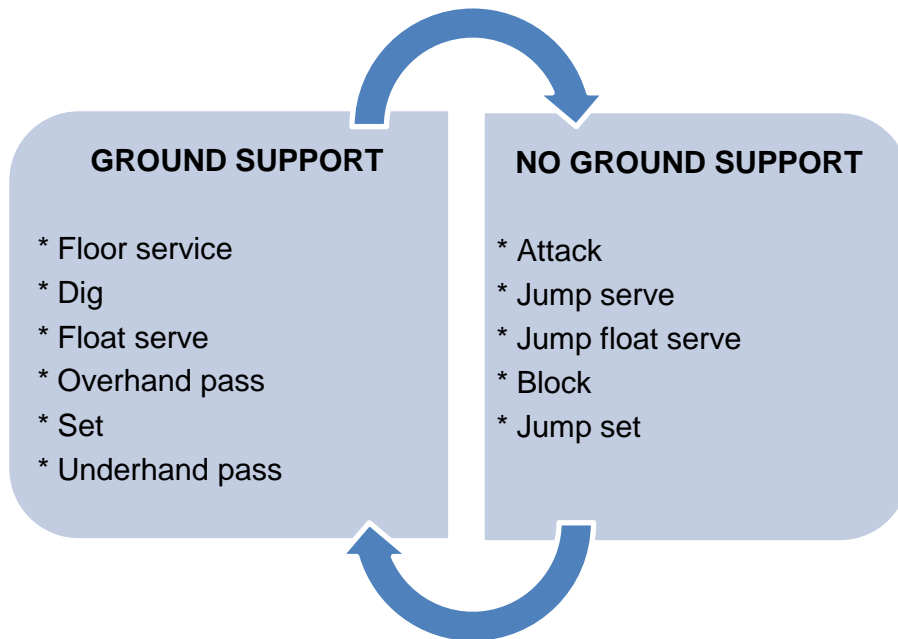 GROUND SUPPORT
* Floor service
* Dig
* Float serve
* Overhand pass
* Set
* Underhand pass
NO GROUND SUPPORT
* Attack
* Jump serve
* Jump float serve
* Block
* Jump set